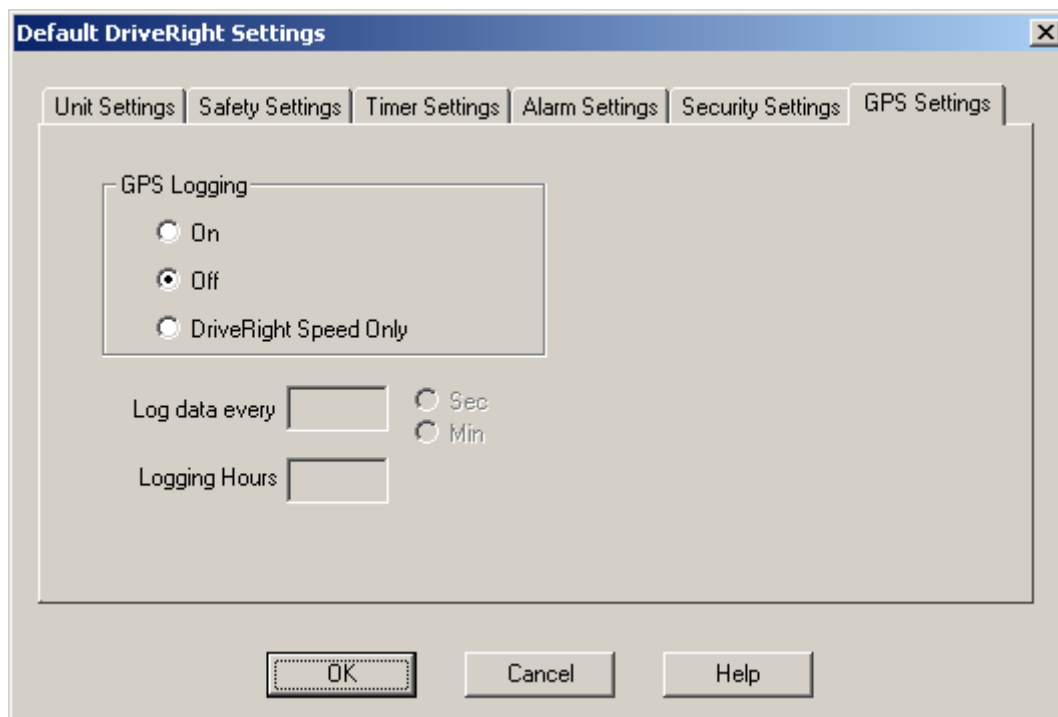 Default DriveRight Settings
Unit Settings Safety Settings Timer Settings Alarm Settings Security Settings GPS Settings
GPS Logging
On
Off
DriveRight Speed Only
Log data every Sec
Min
Logging Hours
OK Cancel Help